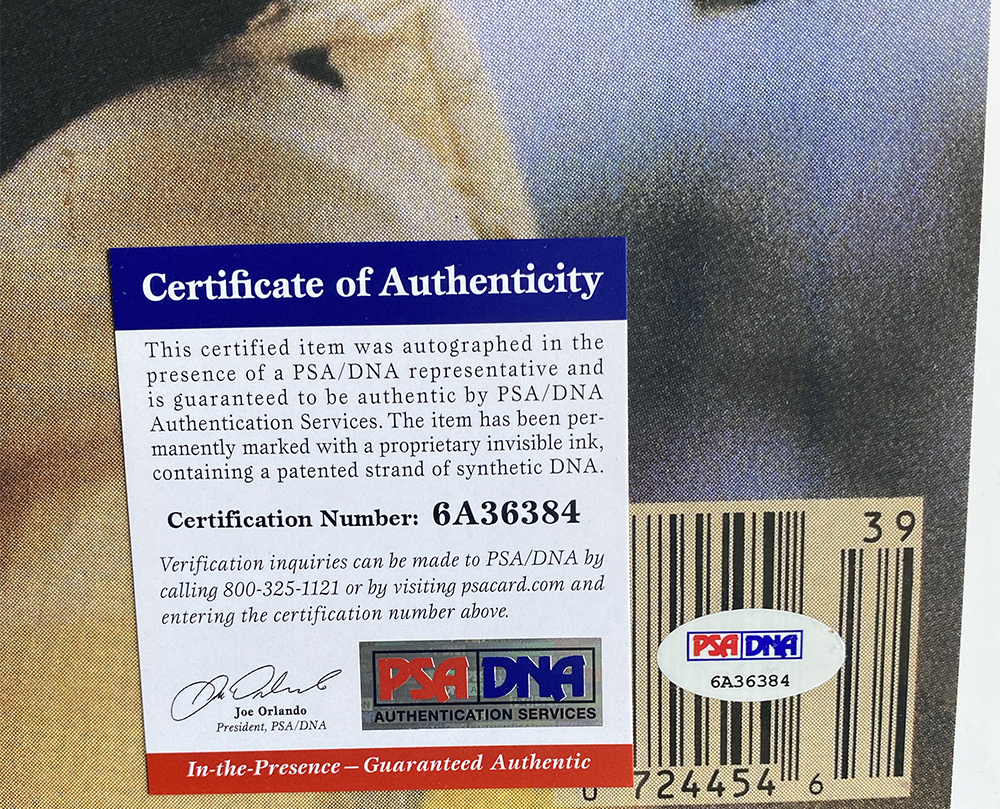 Certificate of Authenticity
This certified item was autographed in the
presence of a PSA/DNA representative and
is guaranteed to be authentic by PSA/DNA
Authentication Services. The item has been per-
manently marked with a proprietary invisible ink,
containing a patented strand of synthetic DNA.
Certification Number: 6A36384
Verification inquiries can be made to PSA/DNA by
calling 800-325-1121 or by visiting psacard.com and
entering the certification number above.
Joe Orlando
President, PSA/DNA
PSA DNA
AUTHENTICATION SERVICES
In-the-Presence – Guaranteed Authentic
39
PSA DNA
6A36384
0 724454 6